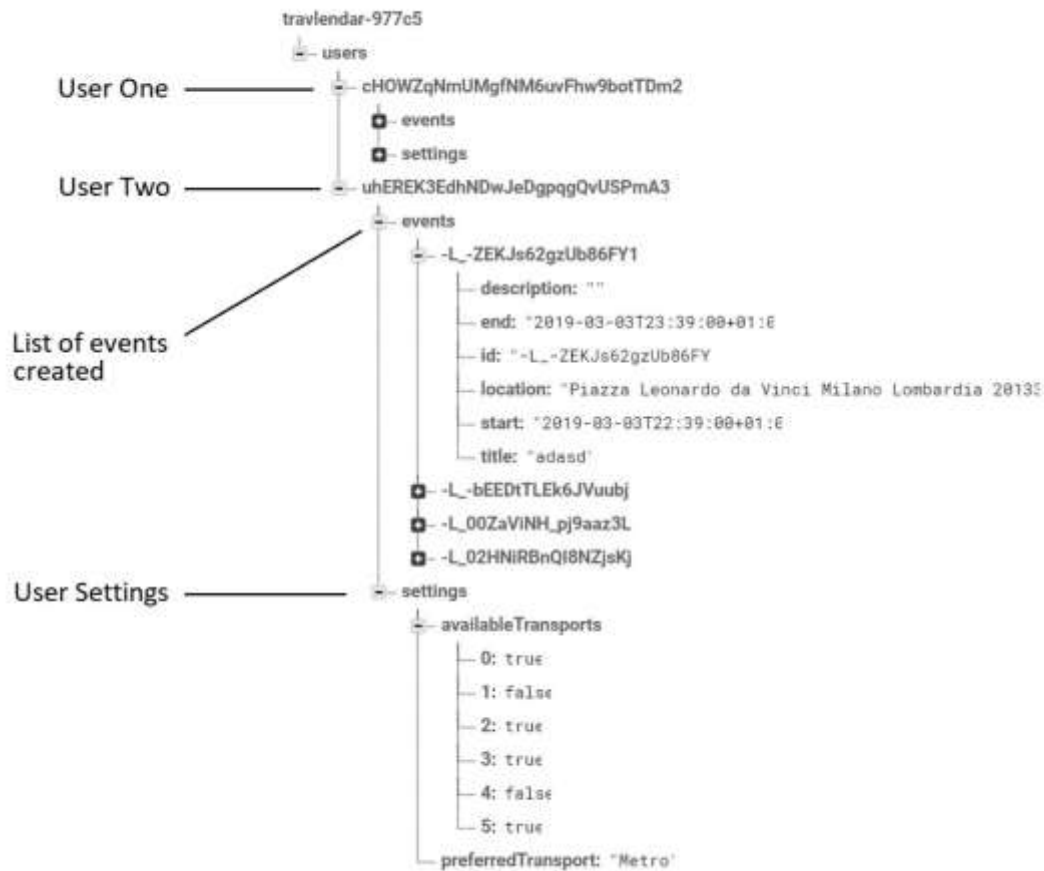 travlendar-977c5
users
User One cHOWZqNmUMgfNM6uvFhw9botTDm2
events
settings
User Two uhEREK3EdhNDwJeDgpqgQvUSPmA3
events
-L_-ZEKJs62gzUb86FY1
description: ""
end: "2019-03-03T23:39:00+01:0
List of events
created
id: "-L_-ZEKJs62gzUb86FY
location: "Piazza Leonardo da Vinci Milano Lombardia 20133
start: "2019-03-03T22:39:00+01:0
title: "adasd"
-L_-bEEDtTLEk6JVuubj
-L_00ZaViNH_pj9aaz3L
-L_02HNiRBnQl8NZjsKj
User Settings settings
availableTransports
0: true
1: false
2: true
3: true
4: false
5: true
preferredTransport: "Metro"